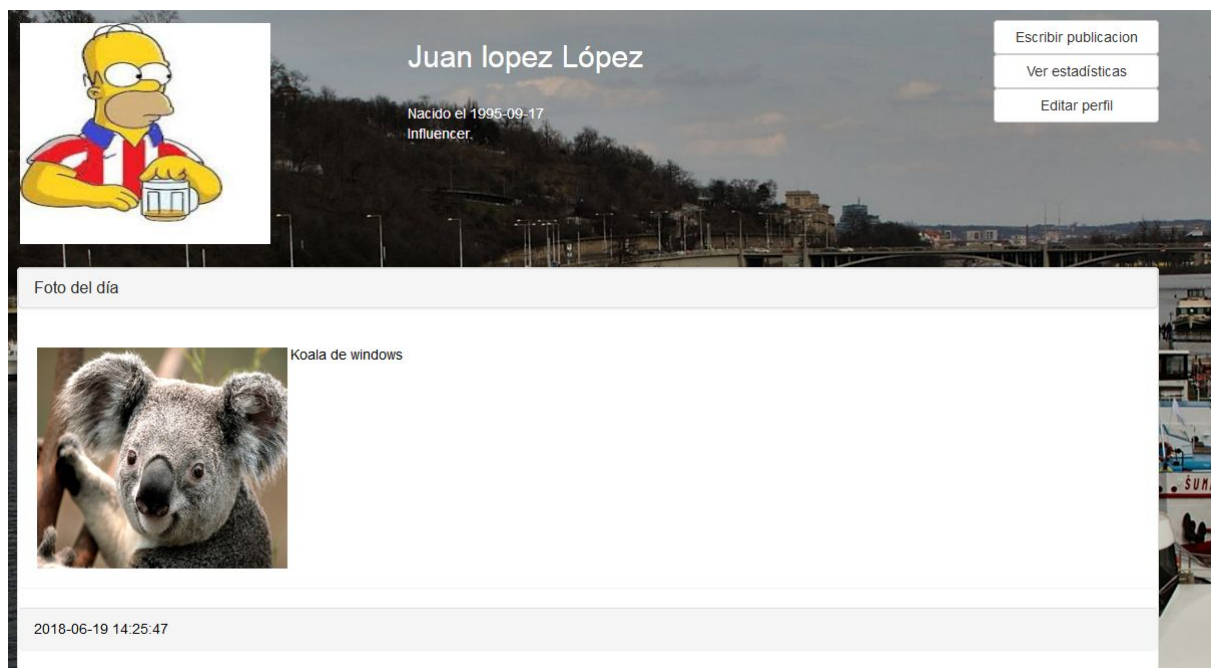 Juan lopez López
Nacido el 1995-09-17
Influencer.
Escribir publicacion
Ver estadísticas
Editar perfil
Foto del día
Koala de windows
2018-06-19 14:25:47